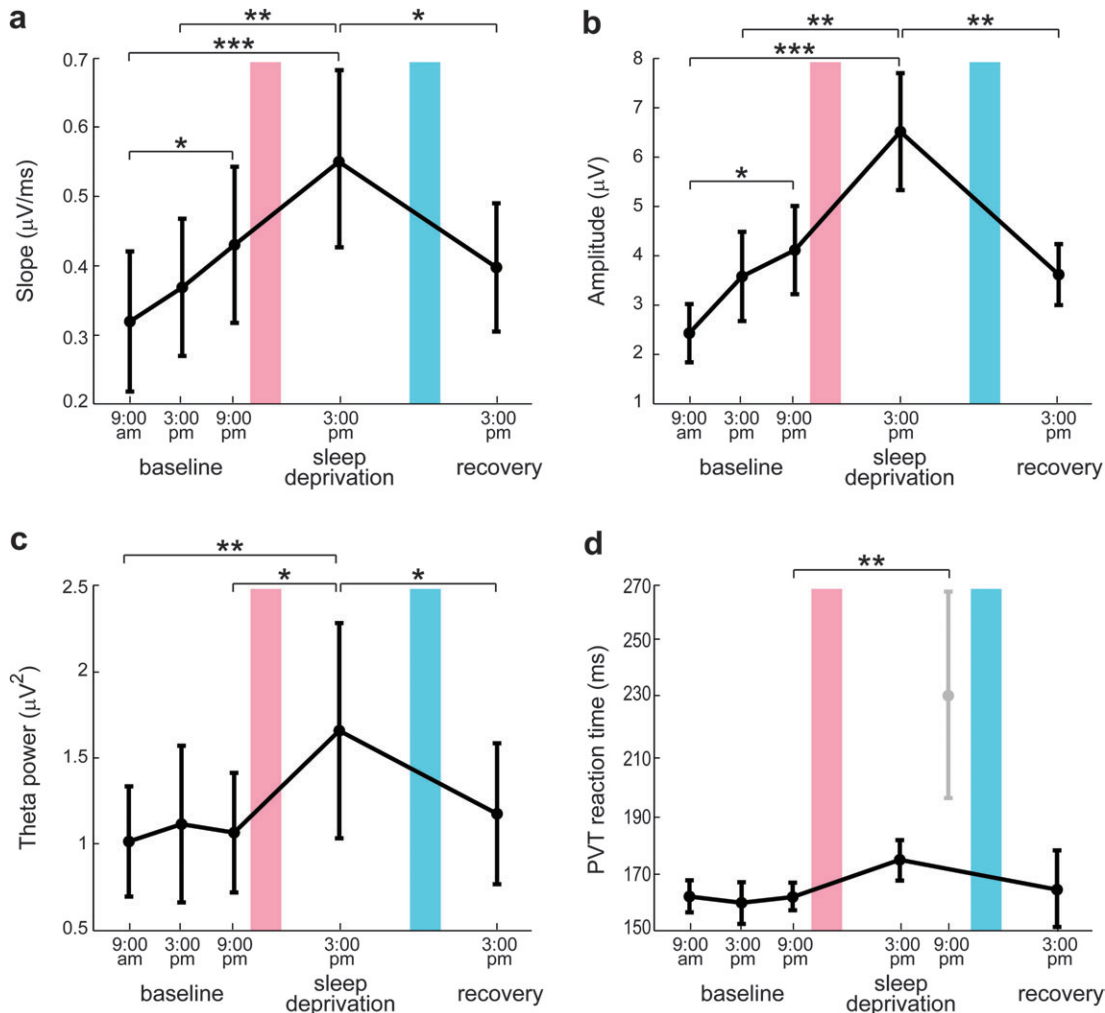 a
** *
***
*
0.7
0.6
0.5
0.4
0.3
0.2
Slope (μV/ms)
9:00 am 3:00 pm 9:00 pm 3:00 pm 3:00 pm
baseline sleep deprivation recovery
b
** **
***
*
8
7
6
5
4
3
2
1
Amplitude (μV)
9:00 am 3:00 pm 9:00 pm 3:00 pm 3:00 pm
baseline sleep deprivation recovery
c
**
* *
2.5
2
1.5
1
0.5
Theta power (μV²)
9:00 am 3:00 pm 9:00 pm 3:00 pm 3:00 pm
baseline sleep deprivation recovery
d
**
270
250
230
210
190
170
150
PVT reaction time (ms)
9:00 am 3:00 pm 9:00 pm 3:00 pm 9:00 pm 3:00 pm
baseline sleep deprivation recovery